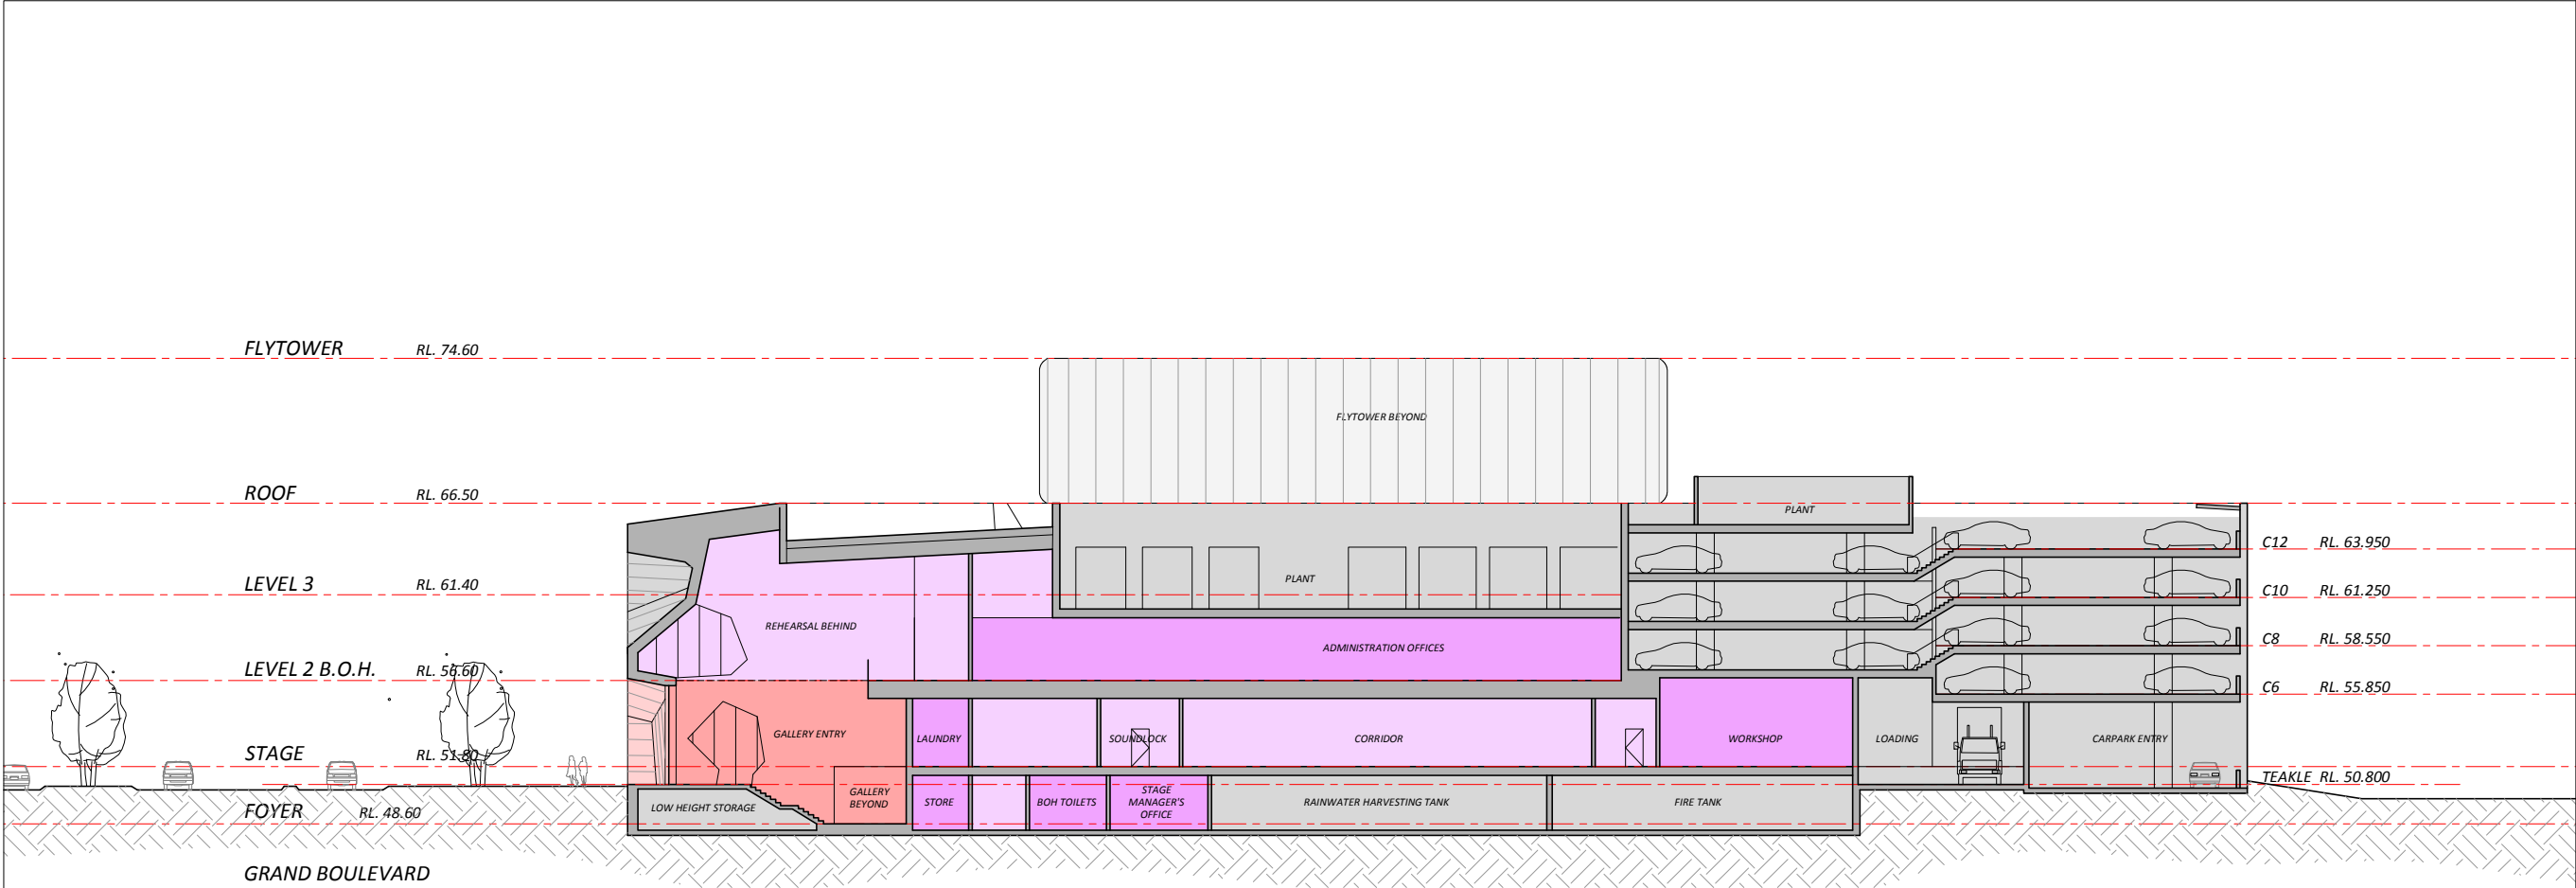 FLYTOWER RL. 74.60
FLYTOWER BEYOND
ROOF RL. 66.50
PLANT
C12 RL. 63.950
LEVEL 3 RL. 61.40
PLANT
C10 RL. 61.250
REHEARSAL BEHIND
ADMINISTRATION OFFICES
C8 RL. 58.550
LEVEL 2 B.O.H. RL. 56.60
C6 RL. 55.850
GALLERY ENTRY
LAUNDRY
SOUNDLOCK
CORRIDOR
WORKSHOP
LOADING
CARPARK ENTRY
STAGE RL. 51.80
TEAKLE RL. 50.800
LOW HEIGHT STORAGE
GALLERY
BEYOND
STORE
BOH TOILETS
STAGE
MANAGER'S
OFFICE
RAINWATER HARVESTING TANK
FIRE TANK
FOYER RL. 48.60
GRAND BOULEVARD